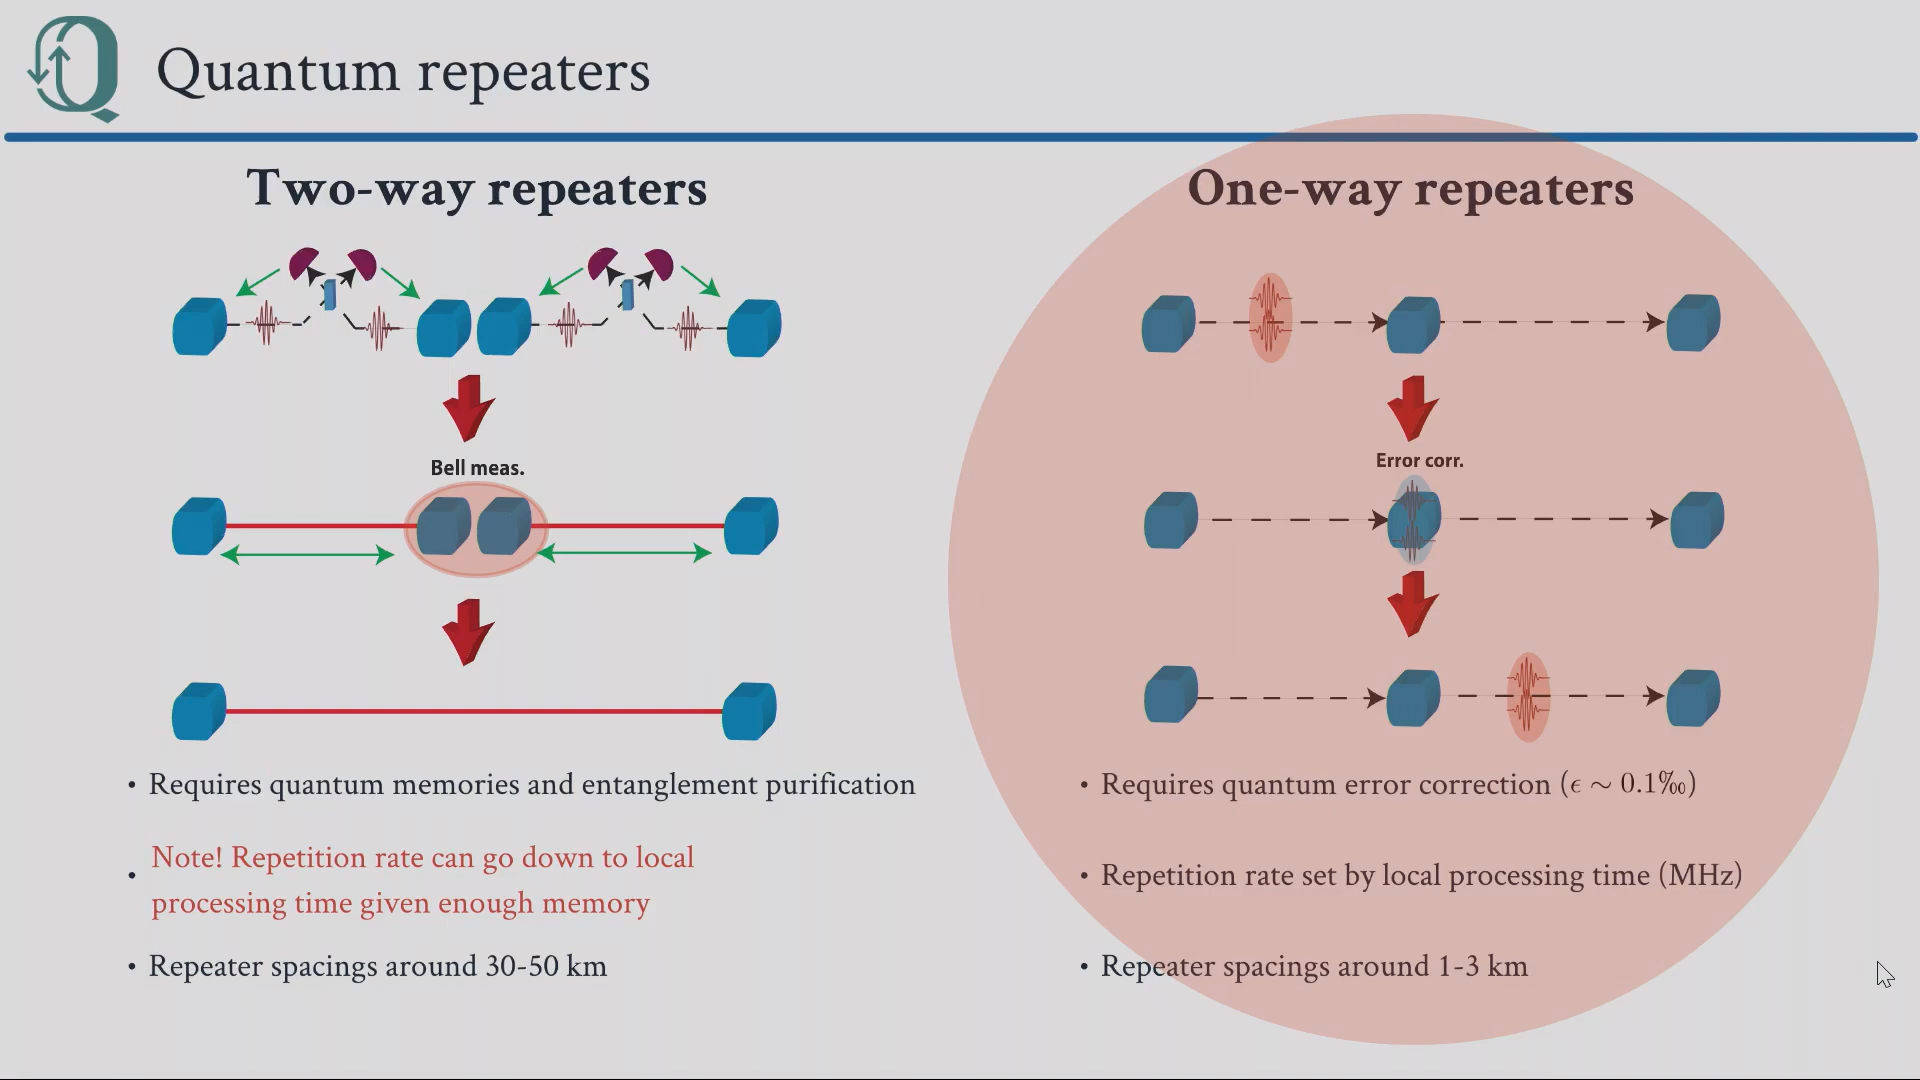 Quantum repeaters
Two-way repeaters
Bell meas.
• Requires quantum memories and entanglement purification
• Note! Repetition rate can go down to local
processing time given enough memory
• Repeater spacings around 30-50 km
One-way repeaters
Error corr.
• Requires quantum error correction (ϵ ∼ 0.1‰)
• Repetition rate set by local processing time (MHz)
• Repeater spacings around 1-3 km